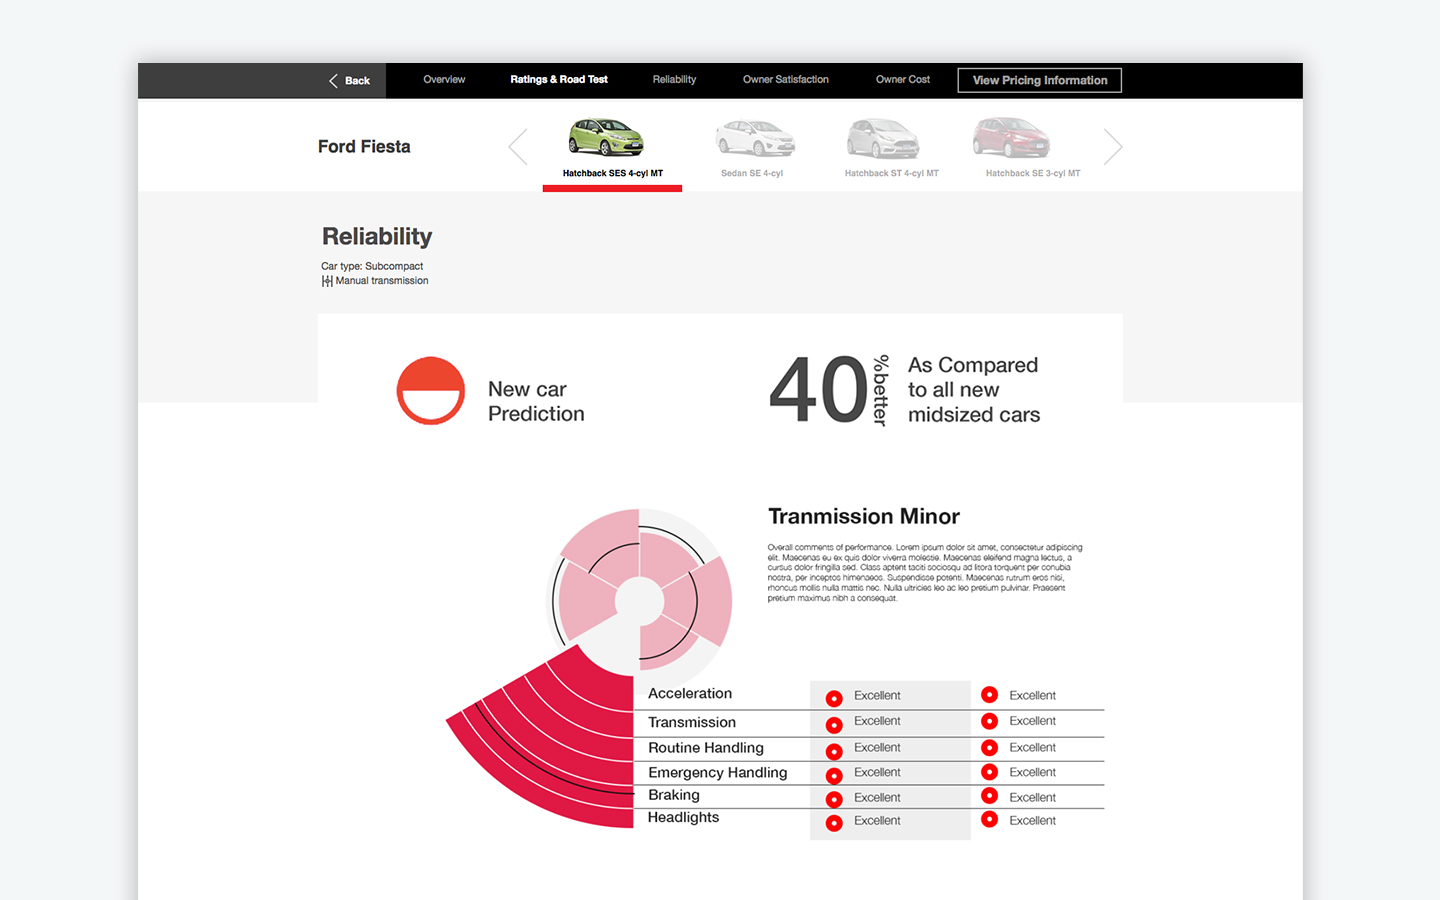 Back
Overview
Ratings & Road Test
Reliability
Owner Satisfaction
Owner Cost
View Pricing Information
Ford Fiesta
Hatchback SES 4-cyl MT
Sedan SE 4-cyl
Hatchback ST 4-cyl MT
Hatchback SE 3-cyl MT
Reliability
Car type: Subcompact
Manual transmission
New car
Prediction
40
%better
As Compared
to all new
midsized cars
Tranmission Minor
Overall comments of performance. Lorem ipsum dolor sit amet, consectetur adipiscing
elit. Maecenas eu ex quis dolor viverra molestie. Maecenas eleifend magna lectus, a
cursus dolor fringilla sed. Class aptent taciti sociosqu ad litora torquent per conubia
nostra, per inceptos himenaeos. Suspendisse potenti. Maecenas rutrum eros nisi,
rhoncus mollis nulla mattis nec. Nulla ultricies leo ac leo pretium pulvinar. Praesent
pretium maximus nibh a consequat.
Acceleration Excellent Excellent
Transmission Excellent Excellent
Routine Handling Excellent Excellent
Emergency Handling Excellent Excellent
Braking Excellent Excellent
Headlights Excellent Excellent